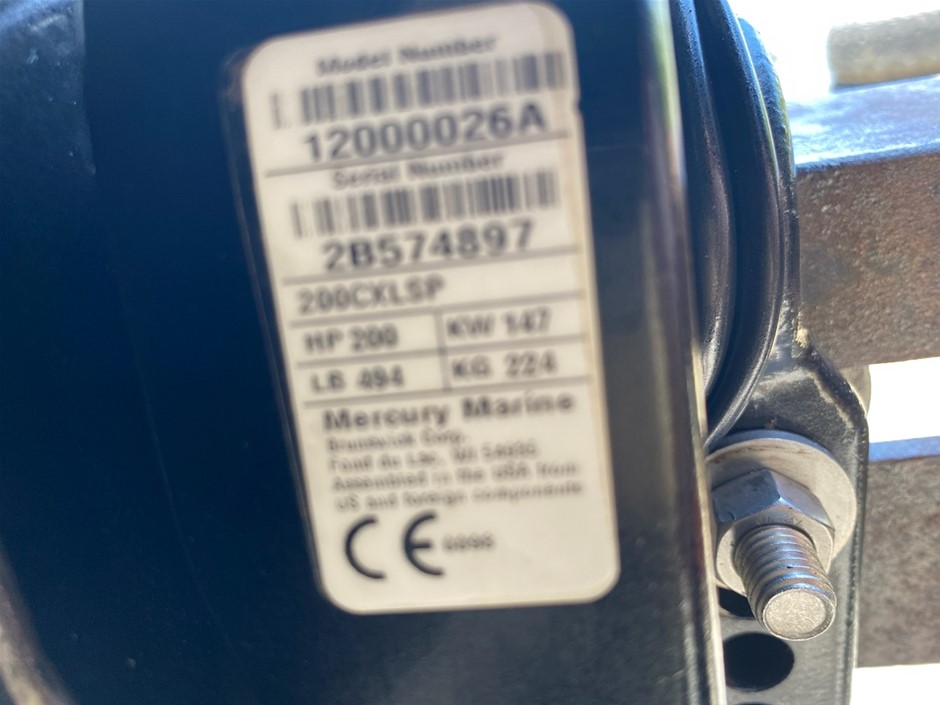 Model Number
12000026A
Serial Number
2B574897
200CXLSP
HP 200 KW 147
LB 494 KG 224
Mercury Marine
Brunswick Corp.
Fond du Lac, WI
Assembled in the USA from
US and foreign components
CE